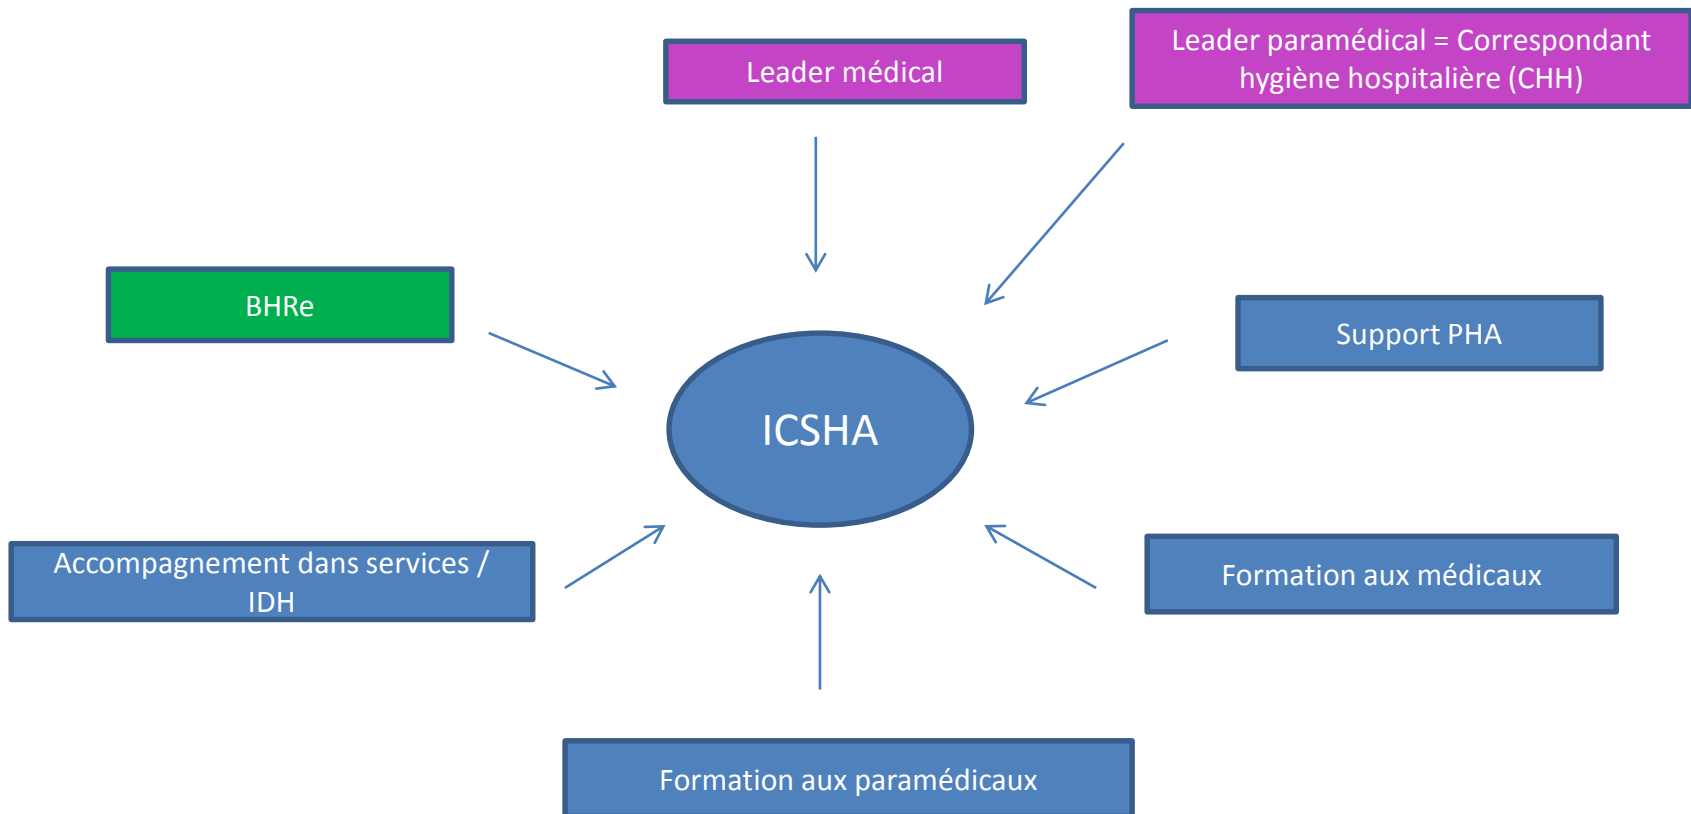 Leader médical
Leader paramédical = Correspondant
hygiène hospitalière (CHH)
BHRe
Support PHA
ICSHA
Accompagnement dans services /
IDH
Formation aux médicaux
Formation aux paramédicaux